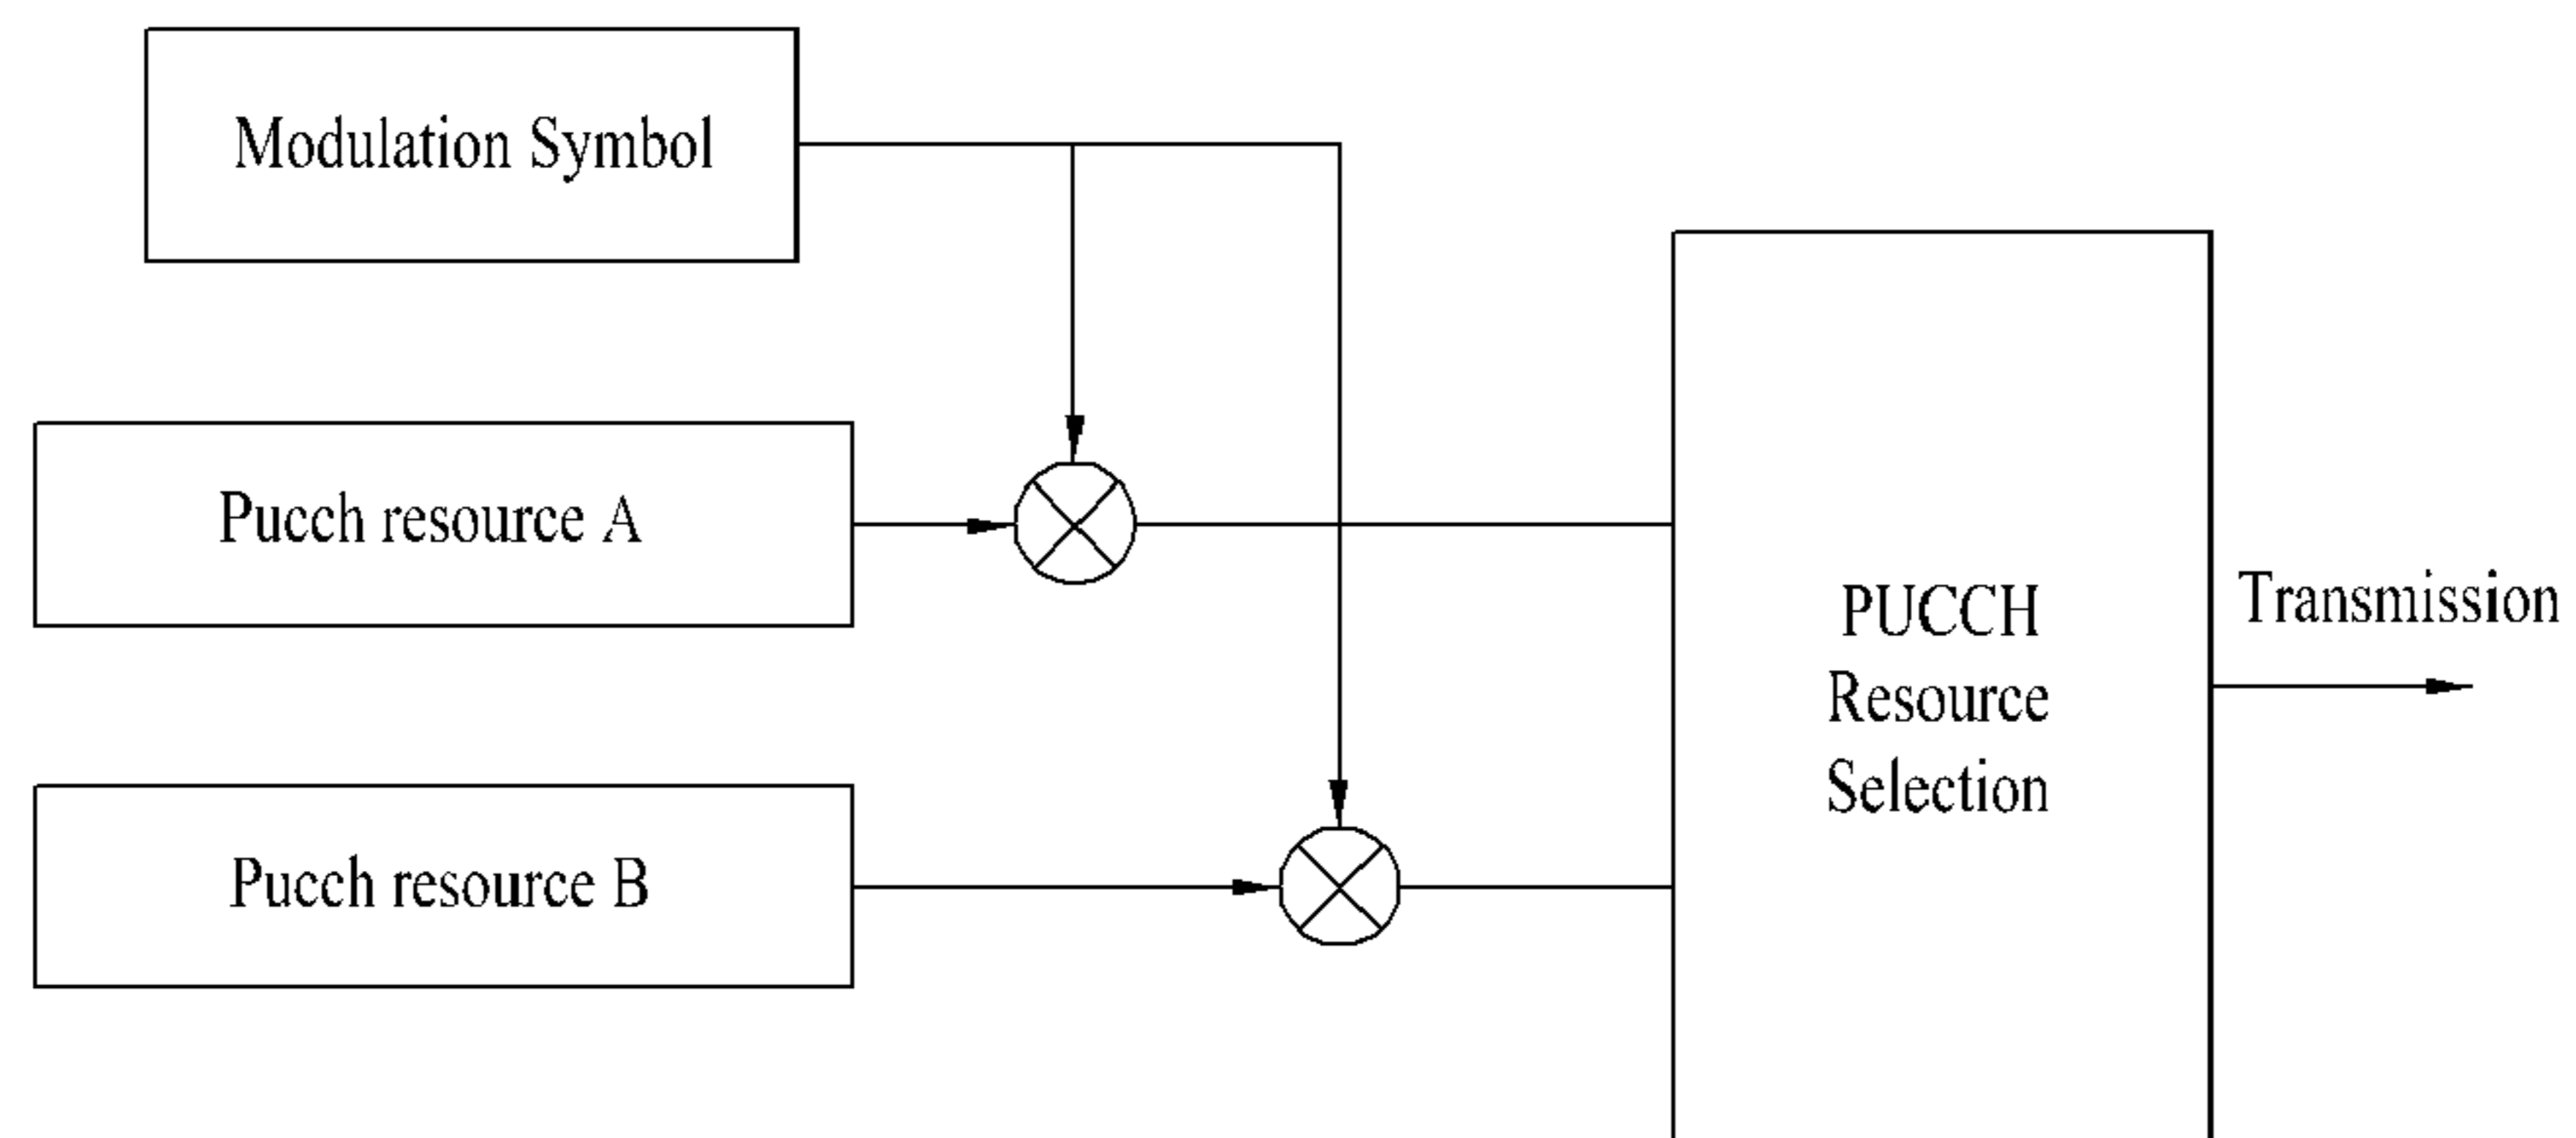 Modulation Symbol
Pucch resource A
Pucch resource B
PUCCH
Resource
Selection
Transmission